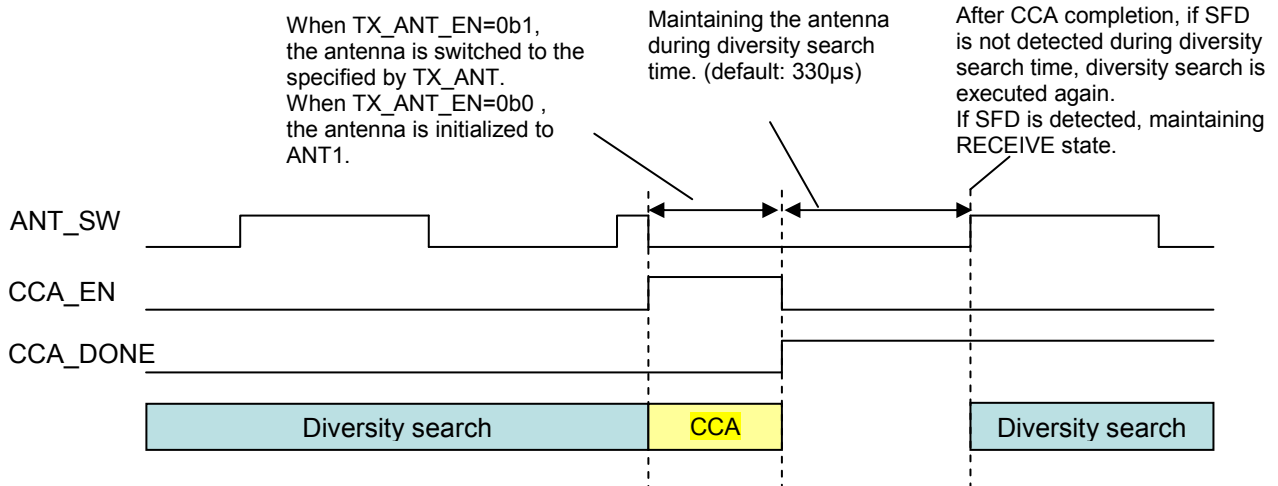 When TX_ANT_EN=0b1,
the antenna is switched to the
specified by TX_ANT.
When TX_ANT_EN=0b0 ,
the antenna is initialized to
ANT1.
Maintaining the antenna
during diversity search
time. (default: 330µs)
After CCA completion, if SFD
is not detected during diversity
search time, diversity search is
executed again.
If SFD is detected, maintaining
RECEIVE state.
ANT_SW
CCA_EN
CCA_DONE
Diversity search
CCA
Diversity search